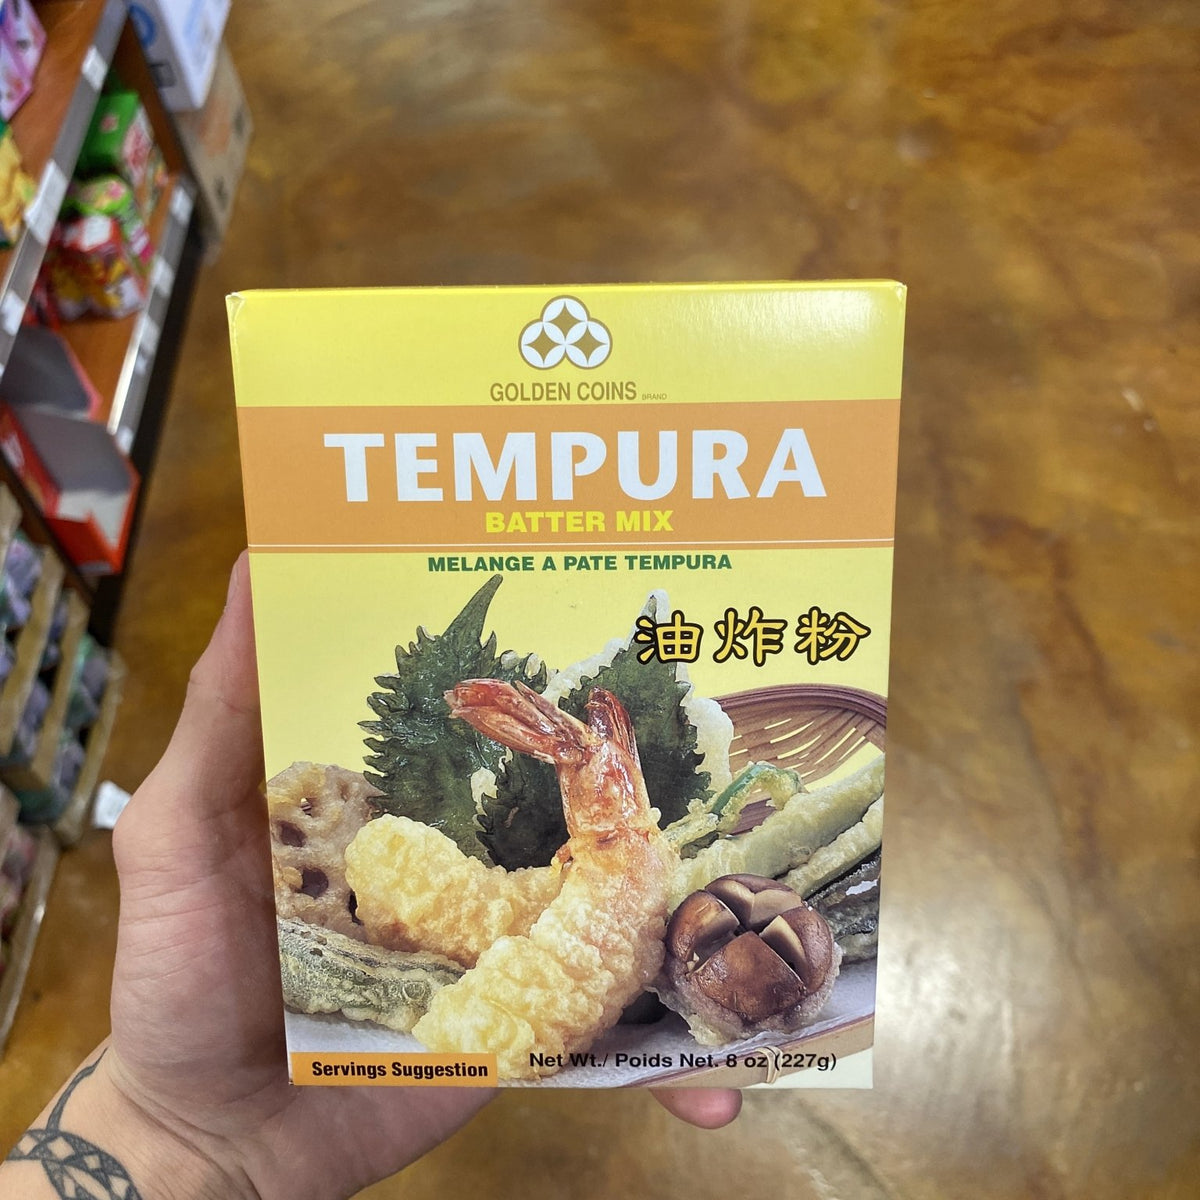 GOLDEN COINS BRAND
TEMPURA
BATTER MIX
MELANGE A PATE TEMPURA
油炸粉
Servings Suggestion
Net Wt./ Poids Net. 8 oz (227g)